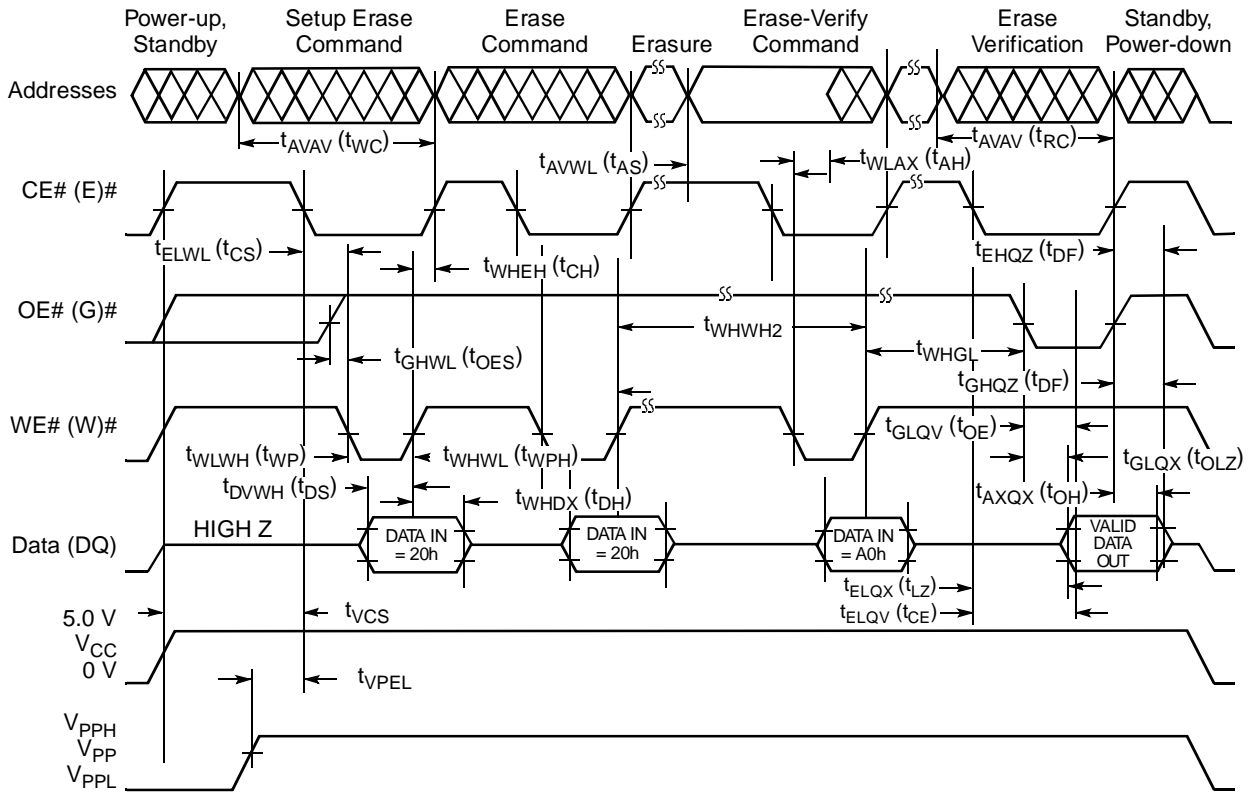 Power-up, Standby
Setup Erase Command
Erase Command
Erasure
Erase-Verify Command
Erase Verification
Standby, Power-down
Addresses
tAVAV (tWC)
tAVWL (tAS)
tWLAX (tAH)
tAVAV (tRC)
CE# (E)#
tELWL (tCS)
tWHEH (tCH)
tEHQZ (tDF)
OE# (G)#
tWHWH2
tGHWL (tOES)
tWHGL
tGHQZ (tDF)
WE# (W)#
tGLQV (tOE)
tWLWH (tWP)
tWHWL (tWPH)
tGLQX (tOLZ)
tDVWH (tDS)
tWHDX (tDH)
tAXQX (tOH)
Data (DQ)
HIGH Z
DATA IN
= 20h
DATA IN
= 20h
DATA IN
= A0h
VALID
DATA
OUT
tELQX (tLZ)
tELQV (tCE)
5.0 V
VCC
0 V
tVCS
tVPEL
VPPH
VPP
VPPL